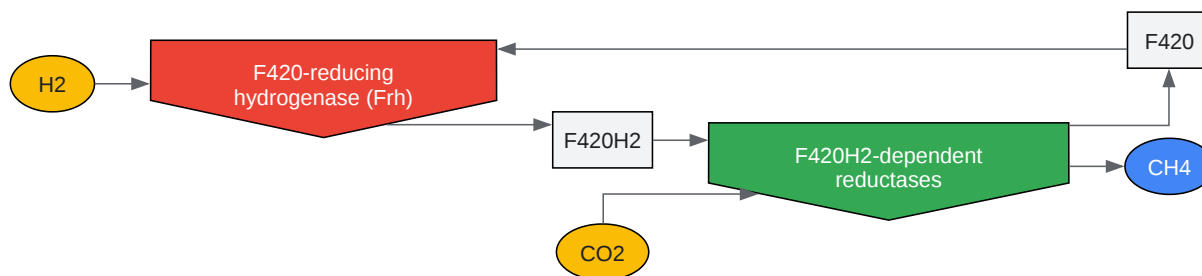 F420
H2
F420-reducing
hydrogenase (Frh)
F420H2
F420H2-dependent
reductases
CH4
CO2